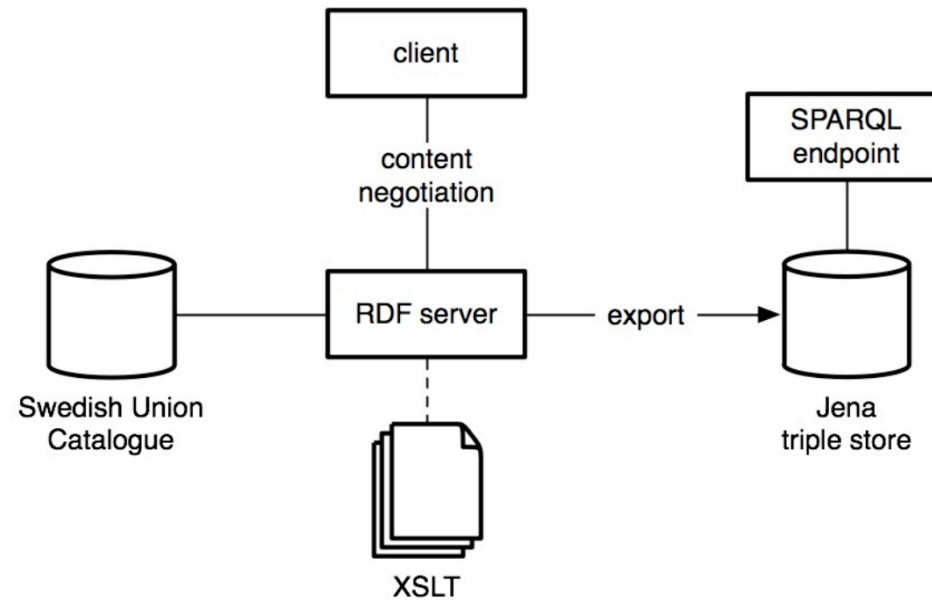 client
SPARQL
endpoint
content
negotiation
RDF server
export
Swedish Union
Catalogue
Jena
triple store
XSLT